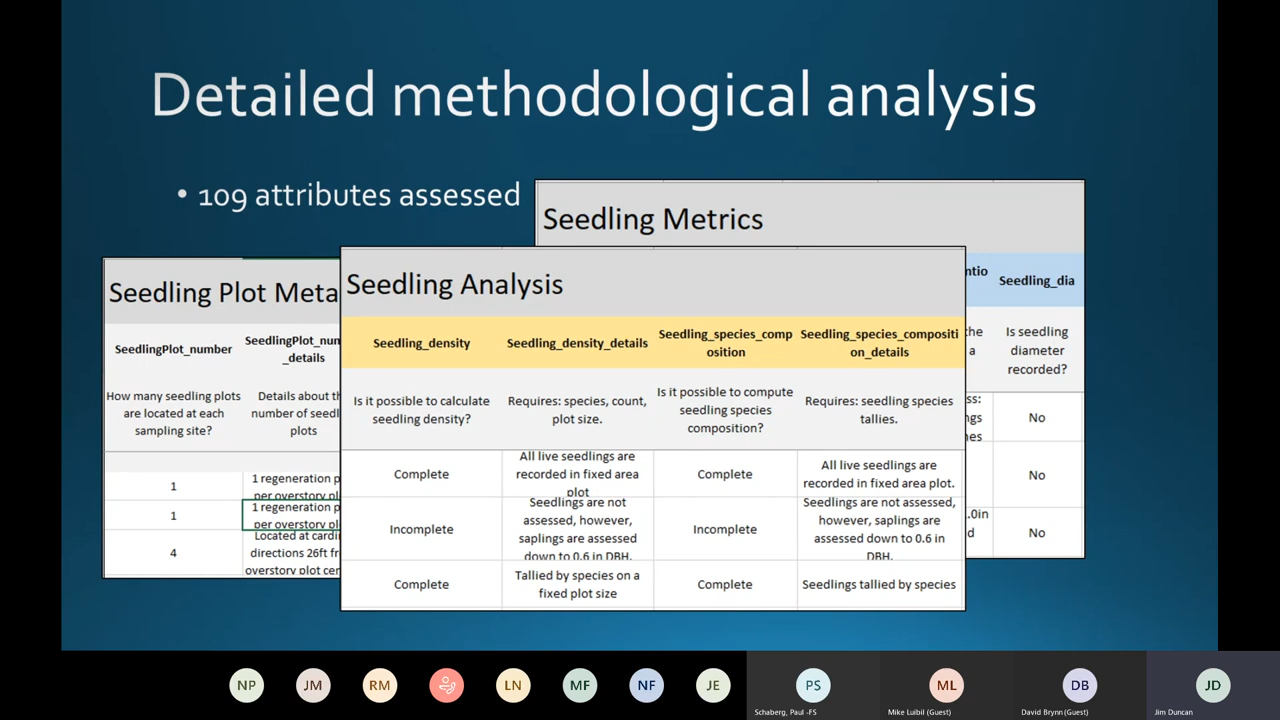 Detailed methodological analysis
• 109 attributes assessed
Seedling Metrics
Seedling_dia
Is seedling
diameter
recorded?
the
a
No
No
No
Seedling Plot Meta
SeedlingPlot_number
SeedlingPlot_num
_details
How many seedling plots
are located at each
sampling site?
Details about th
number of seedl
plots
1
1 regeneration p
per overstory pl
1
1 regeneration p
per overstory pl
4
Located at cardi
directions 26ft fr
overstory plot cen
Seedling Analysis
Seedling_density
Seedling_density_details
Seedling_species_comp
osition
Seedling_species_compositi
on_details
Is it possible to calculate
seedling density?
Requires: species, count,
plot size.
Is it possible to compute
seedling species
composition?
Requires: seedling species
tallies.
Complete
All live seedlings are
recorded in fixed area
plot
Complete
All live seedlings are
recorded in fixed area plot.
Incomplete
Seedlings are not
assessed, however,
saplings are assessed
down to 0.6 in DBH.
Incomplete
Seedlings are not assessed,
however, saplings are
assessed down to 0.6 in
DBH.
Complete
Tallied by species on a
fixed plot size
Complete
Seedlings tallied by species
NP
JM
RM
LN
MF
NF
JE
PS
Schaberg, Paul -FS
ML
Mike Luibil (Guest)
DB
David Brynn (Guest)
JD
Jim Duncan